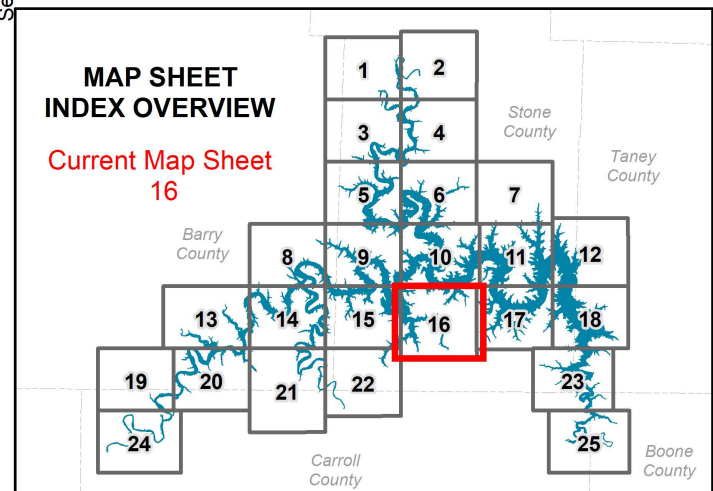 Se
MAP SHEET
INDEX OVERVIEW
Current Map Sheet
16
1
2
Stone
County
3
4
Taney
County
5
6
7
Barry
County
8
9
10
11
12
13
14
15
16
17
18
19
20
21
22
23
24
25
Carroll
County
Boone
County